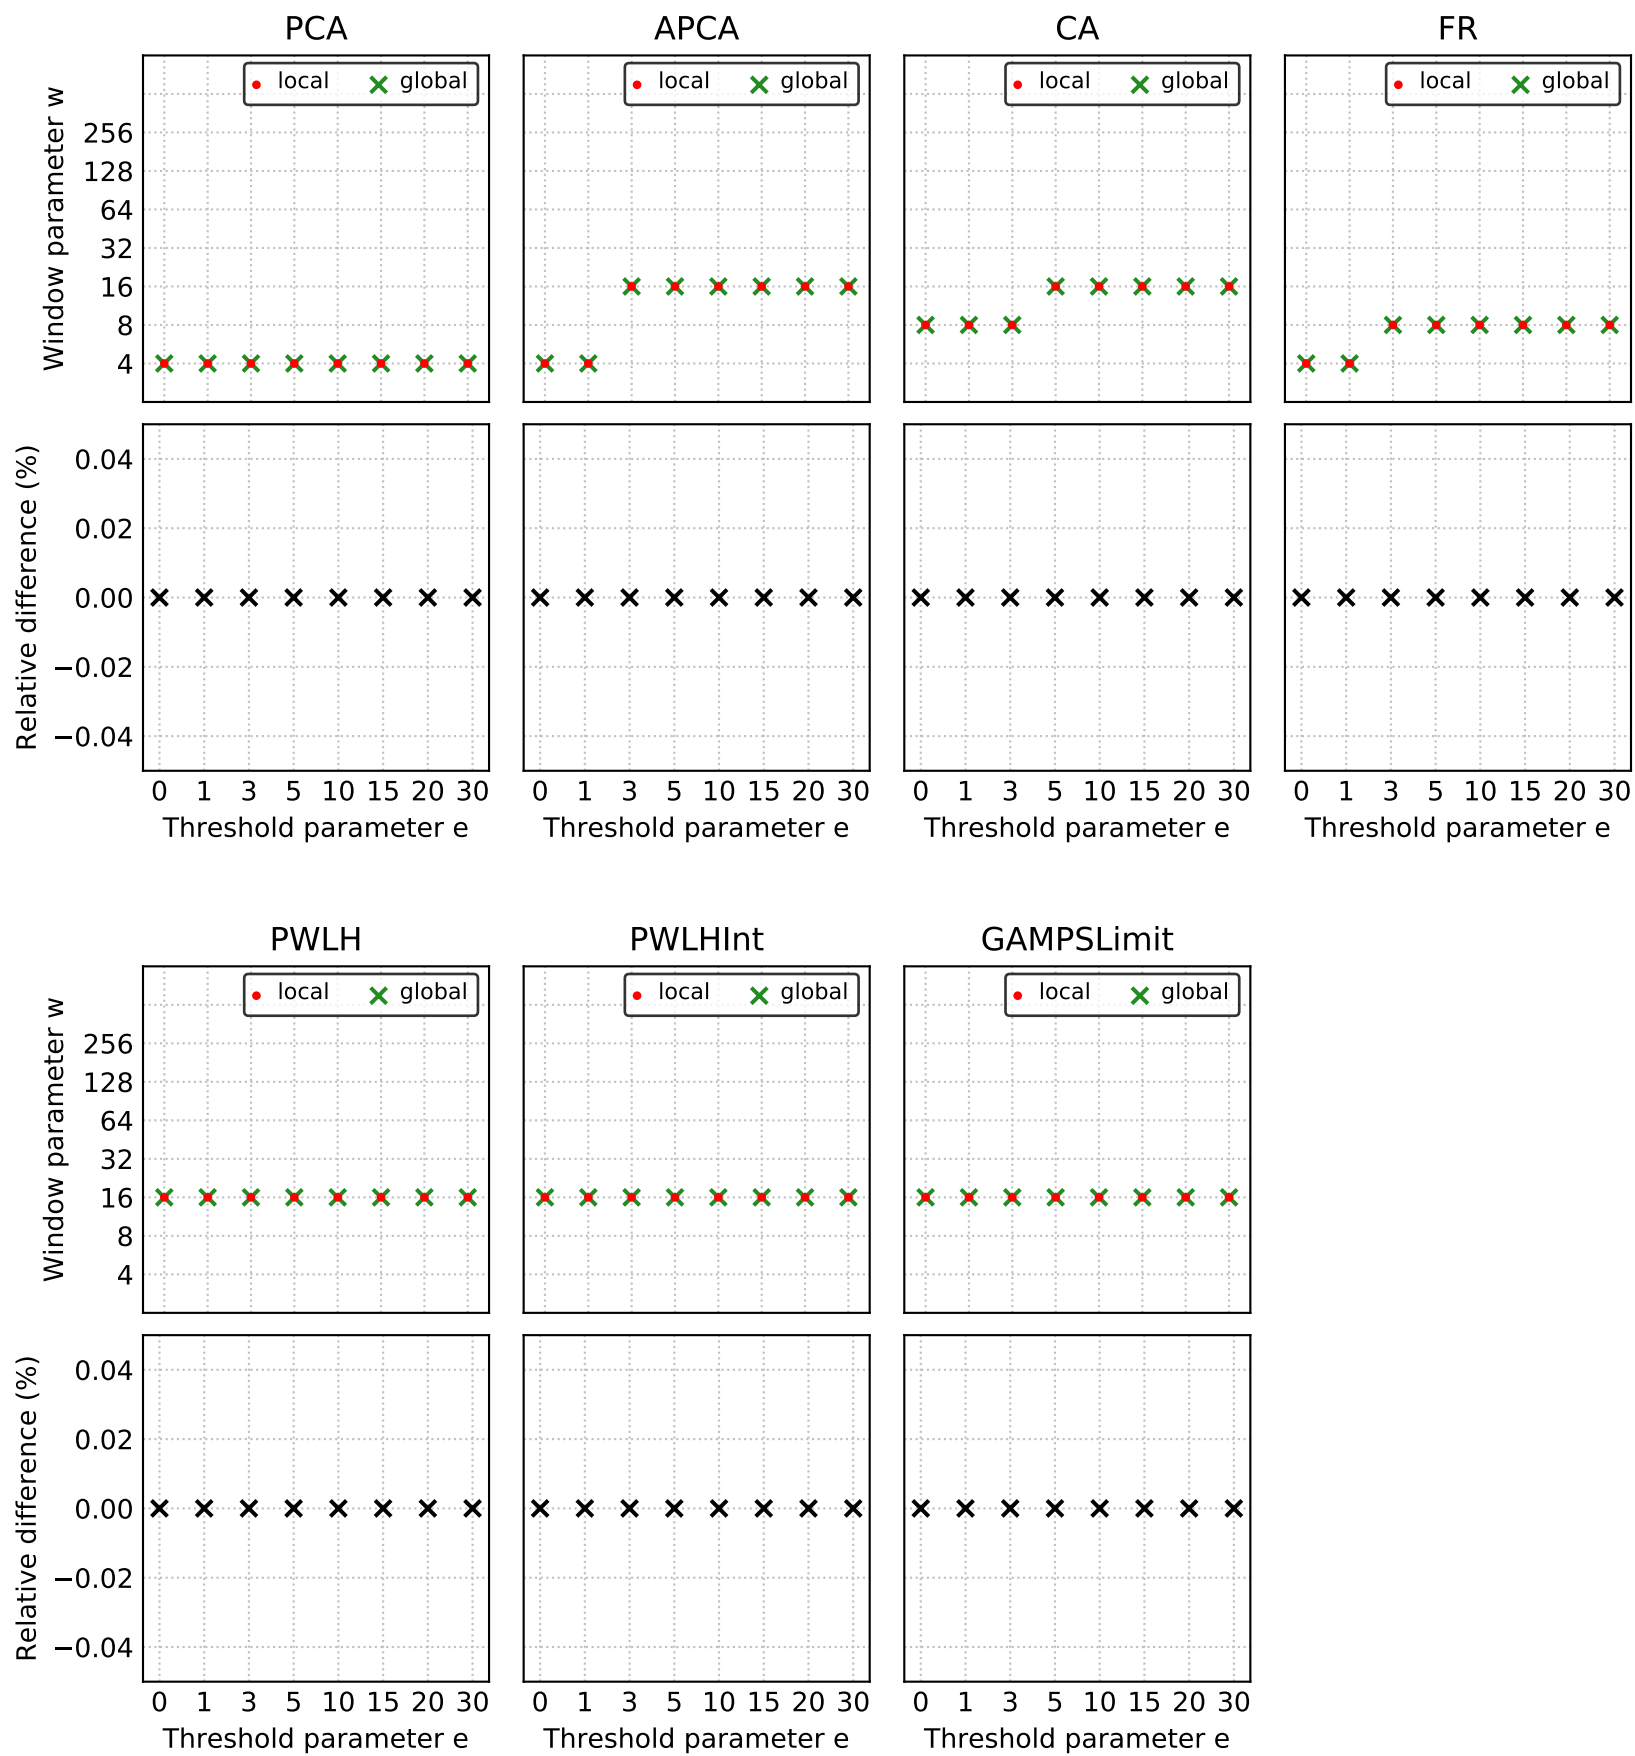 PCA APCA CA FR
local global local global local global local global
Window parameter w
256
128
64
32
16
8
4
Relative difference (%)
0.04
0.02
0.00
−0.02
−0.04
0 1 3 5 10 15 20 30 0 1 3 5 10 15 20 30 0 1 3 5 10 15 20 30 0 1 3 5 10 15 20 30
Threshold parameter e Threshold parameter e Threshold parameter e Threshold parameter e
PWLH PWLHInt GAMPSLimit
local global local global local global
Window parameter w
256
128
64
32
16
8
4
Relative difference (%)
0.04
0.02
0.00
−0.02
−0.04
0 1 3 5 10 15 20 30 0 1 3 5 10 15 20 30 0 1 3 5 10 15 20 30
Threshold parameter e Threshold parameter e Threshold parameter e